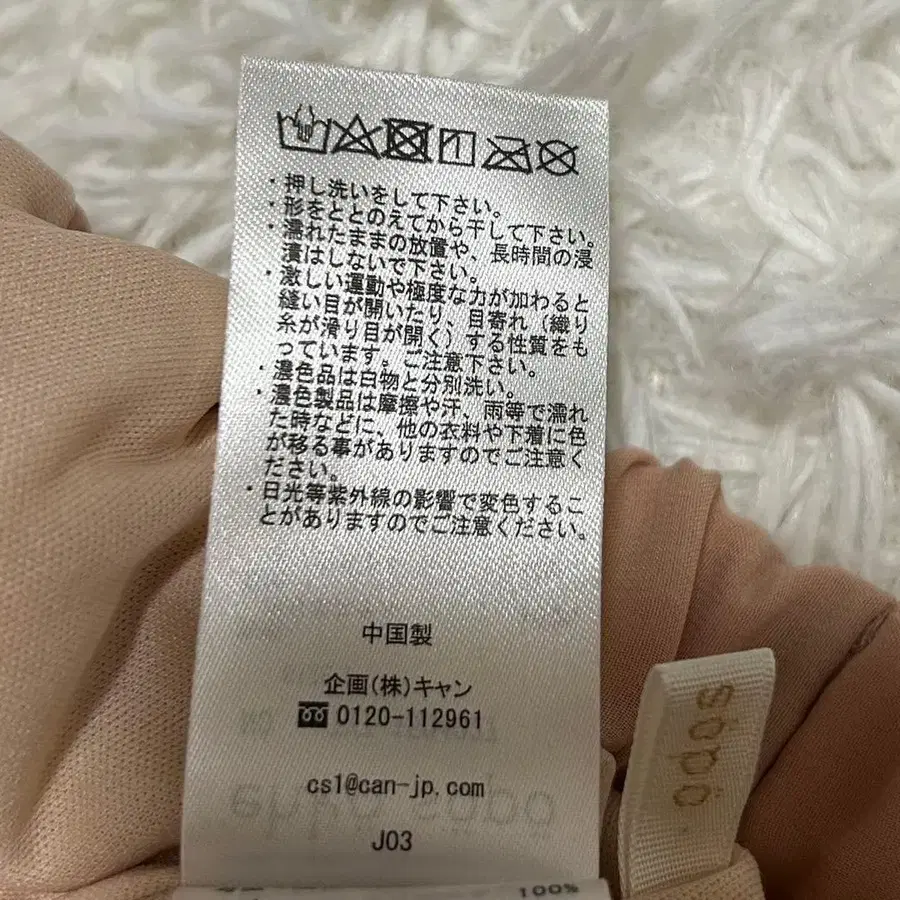 ・押し洗いをして下さい。
・形をととのえてから干して下さい。
・濡れたままの放置や、長時間の浸
漬はしないで下さい。
・激しい運動や極度な力が加わると
縫い目が開いたり、目寄れ（織り
糸が滑り目が開く）する性質をも
っています。ご注意下さい。
・濃色品は白物と分別洗い。
・濃色製品は摩擦や汗、雨等で濡れ
た時などに、他の衣料や下着に色
が移る事がありますのでご注意く
ださい。
・日光等紫外線の影響で変色するこ
とがありますのでご注意ください。
中国製
企画(株)キャン
0120-112961
cs1@can-jp.com
J03
100%
sopo